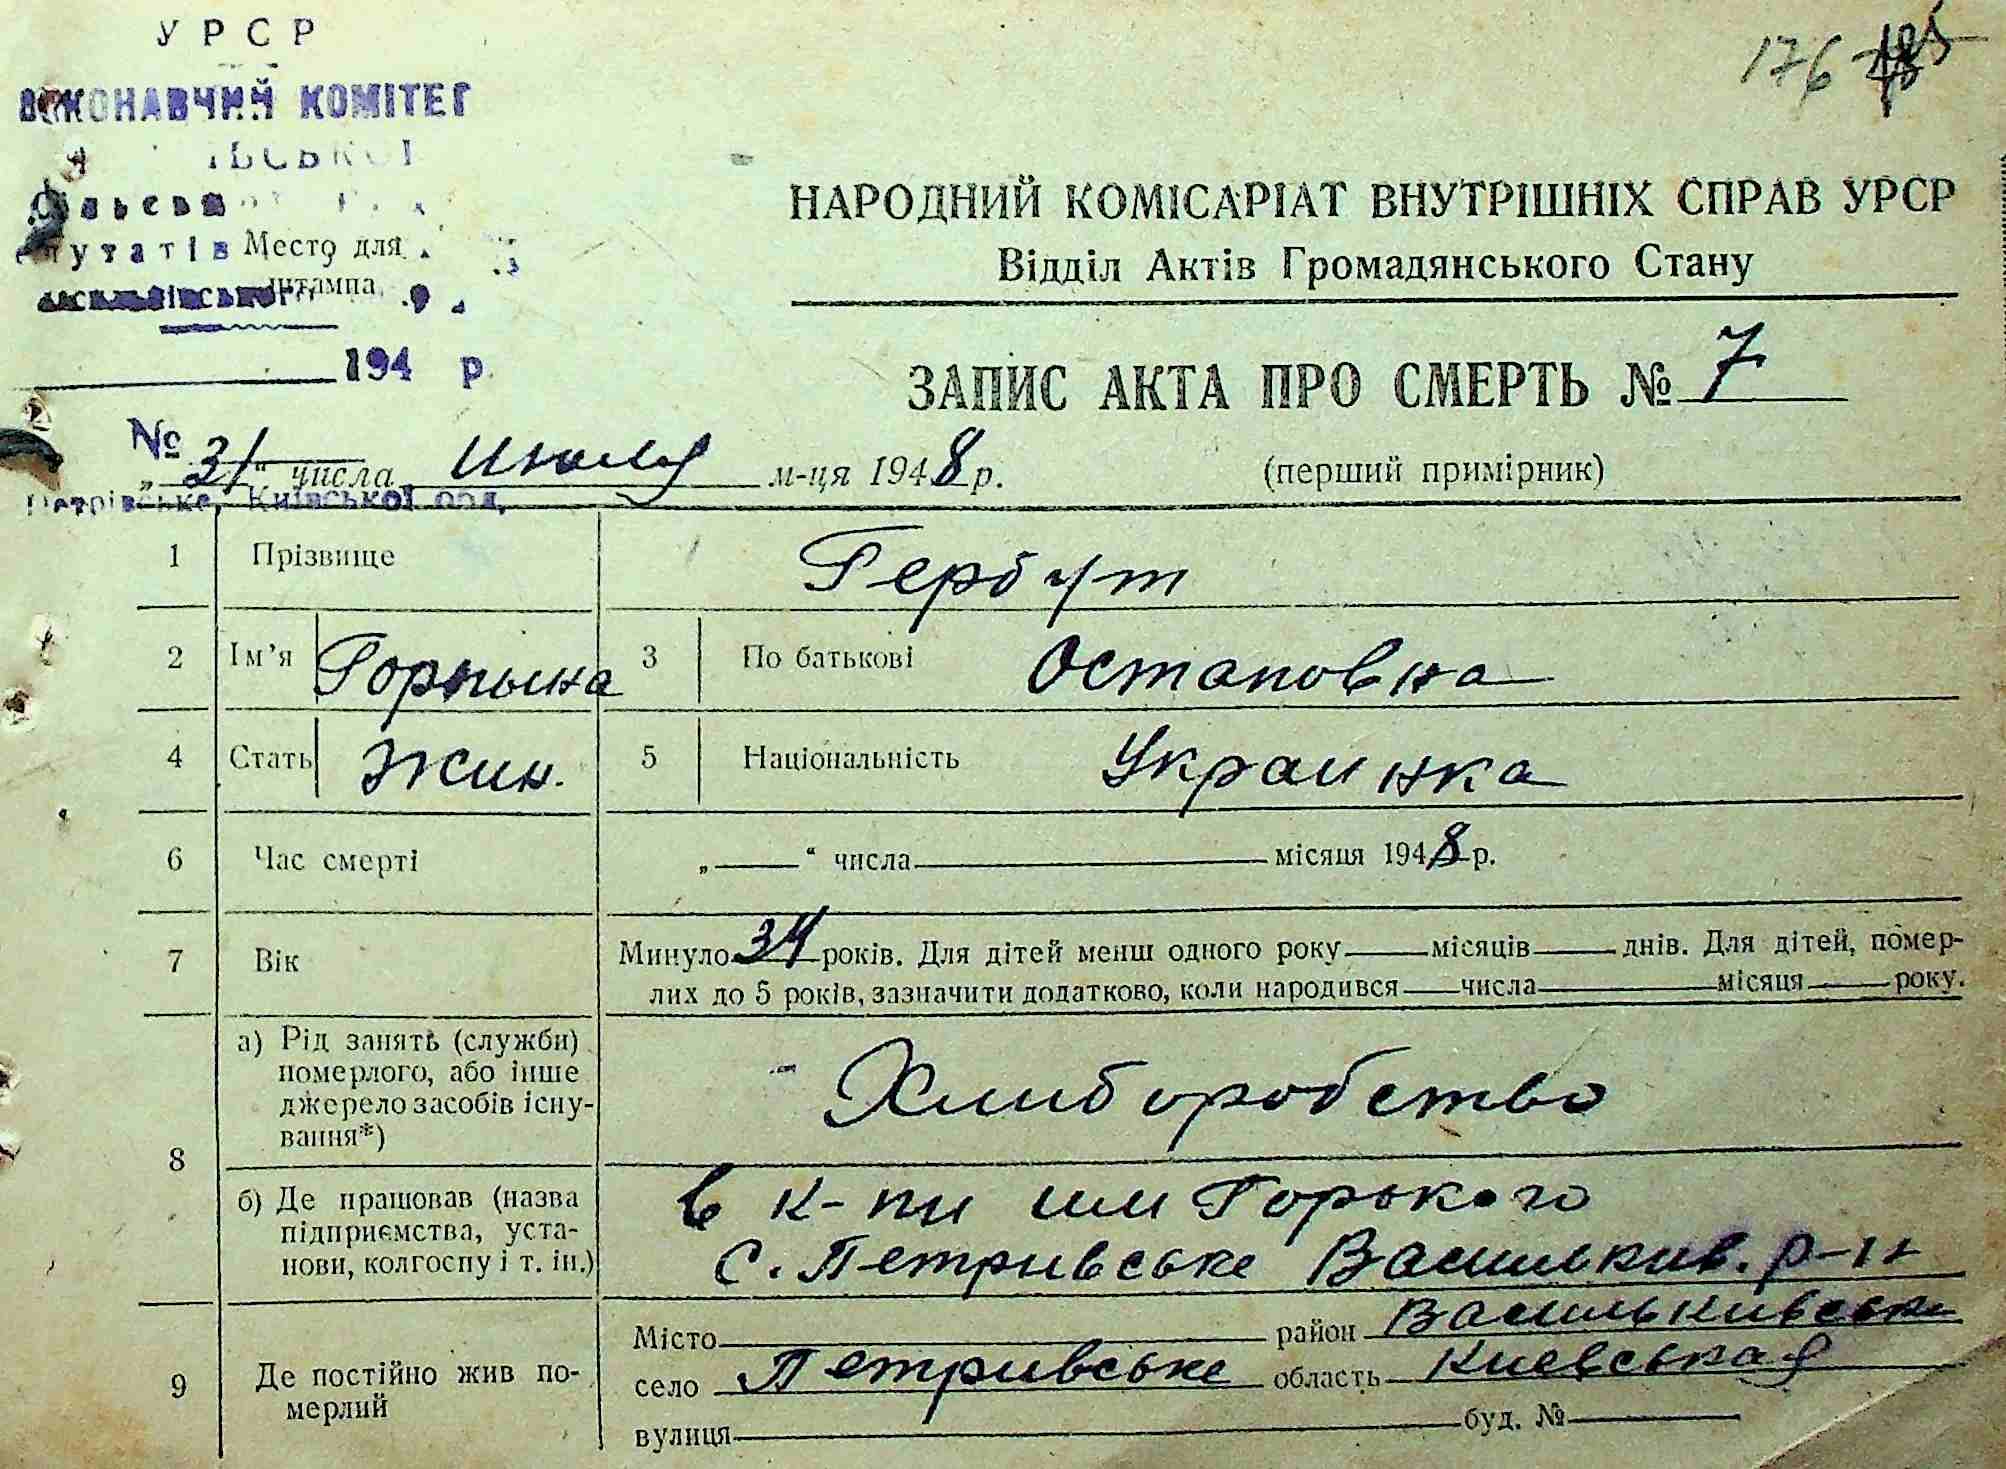 УРСР
176
ВИКОНАВЧИЙ КОМІТЕТ
НАРОДНИЙ КОМІСАРІАТ ВНУТРІШНІХ СПРАВ УРСР
Відділ Актів Громадянського Стану
Место для
штампа
194 р.
ЗАПИС АКТА ПРО СМЕРТЬ № 7
(перший примірник)
№
„31“ числа июля м-ця 1948 р.
Петрівське, Київської обл.
1 Прізвище Гербут
2 Ім’я Горпына 3 По батькові Остаповна
4 Стать Жин. 5 Національність Украинка
6 Час смерті „——“ числа —— місяця 1948 р.
7 Вік Минуло 34 років. Для дітей менш одного року —— місяців —— днів. Для дітей, помер-
лих до 5 років, зазначити додатково, коли народився —— числа —— місяця —— року.
8 а) Рід занять (служби)
померлого, або інше
джерело засобів існу-
вання*)
Хлиборобство
б) Де працював (назва
підприємства, уста-
нови, колгоспу і т. ін.)
в к-пи им Горького
с. Петривське Василькив. р-н
9 Де постійно жив по-
мерлий
Місто —— район Васильківськ
село Петривське область Киевськая
вулиця —— буд. № ——